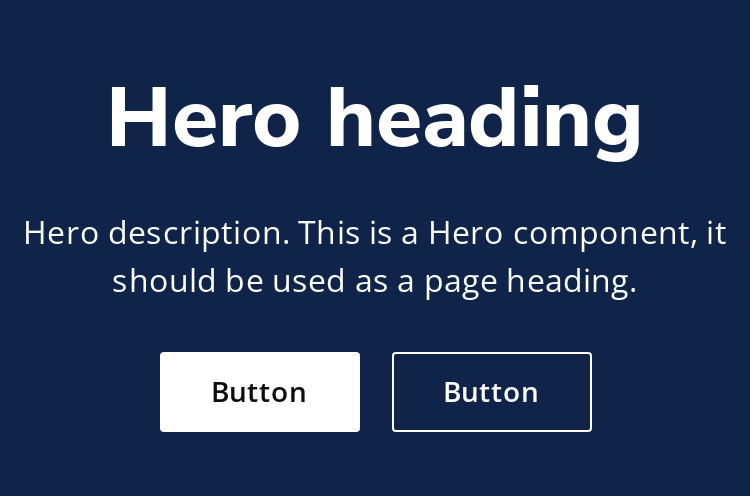 Hero heading
Hero description. This is a Hero component, it
should be used as a page heading.
Button
Button